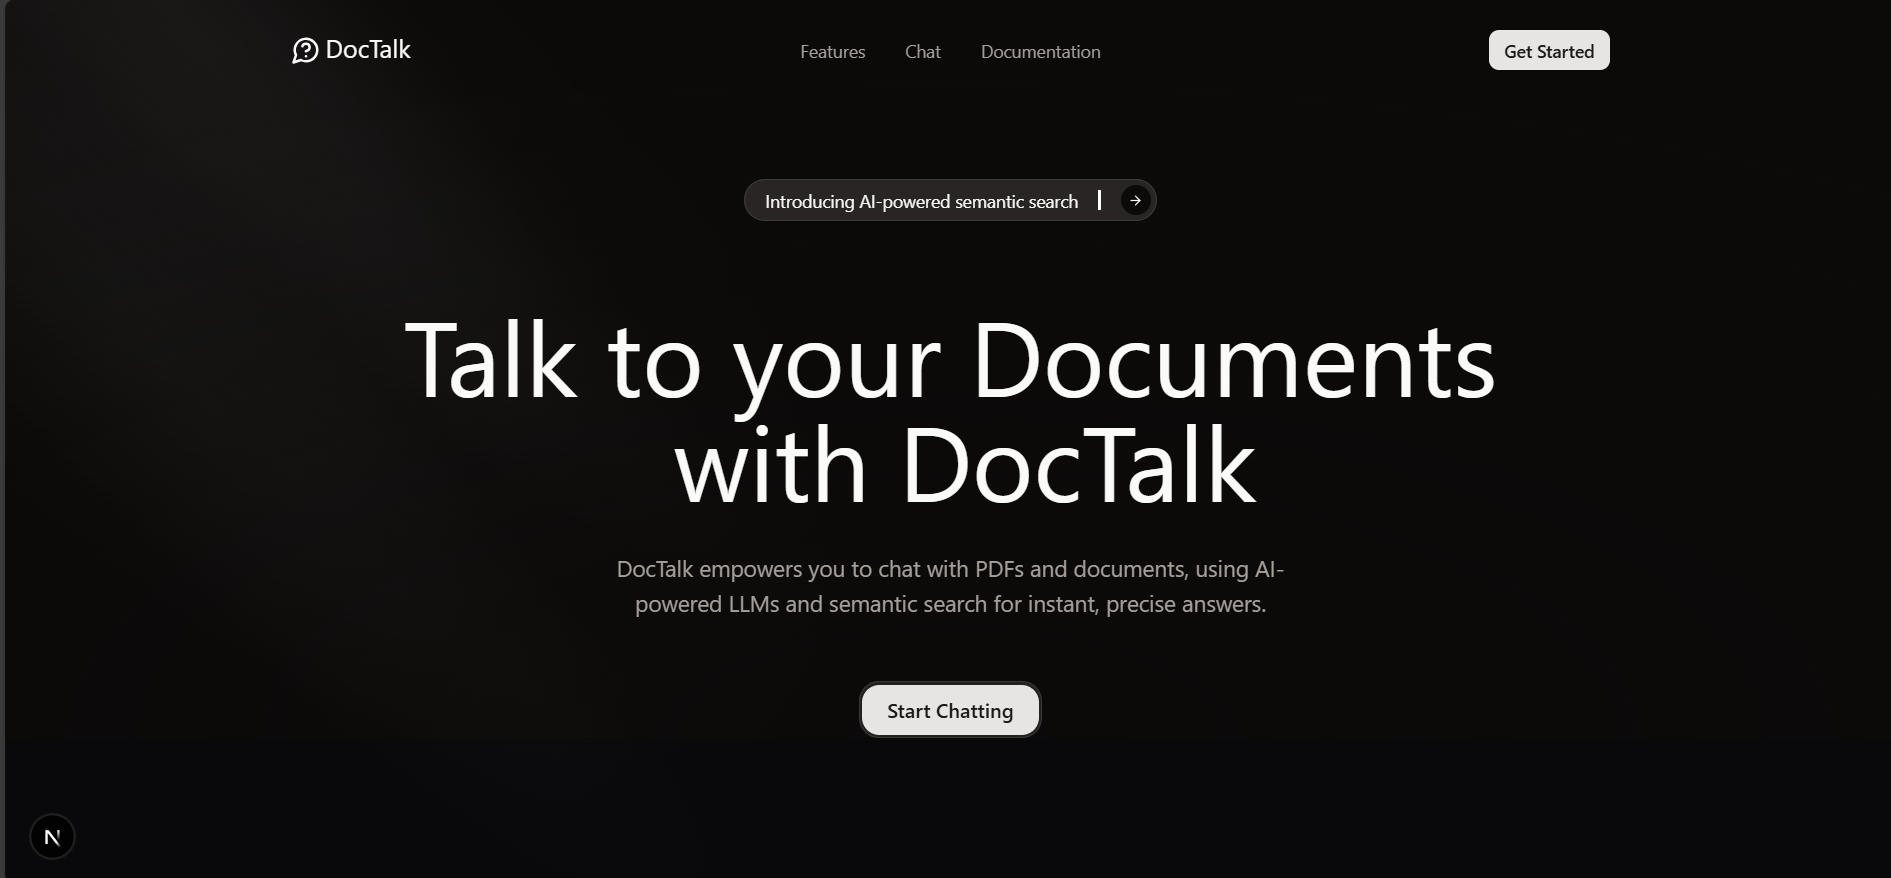 DocTalk
Features
Chat
Documentation
Get Started
Introducing AI-powered semantic search
Talk to your Documents
with DocTalk
DocTalk empowers you to chat with PDFs and documents, using AI-
powered LLMs and semantic search for instant, precise answers.
Start Chatting
N